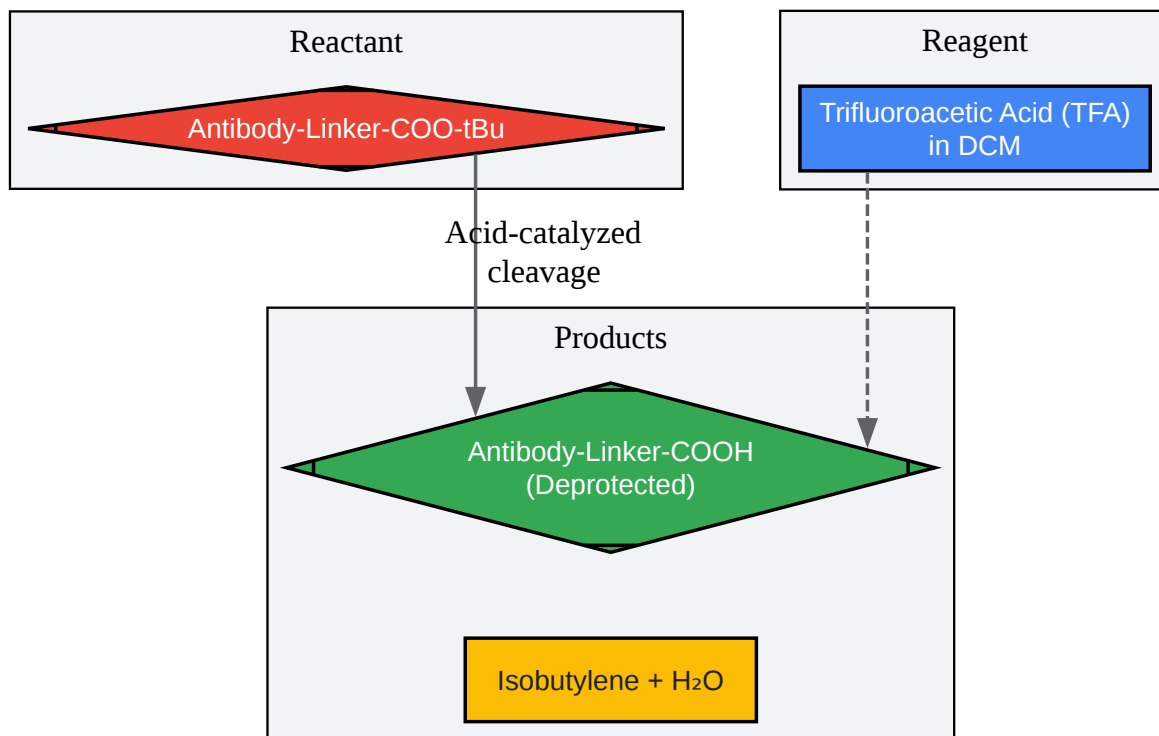 Reactant
Reagent
Antibody-Linker-COO-tBu
Trifluoroacetic Acid (TFA)
in DCM
Acid-catalyzed
cleavage
Products
Antibody-Linker-COOH
(Deprotected)
Isobutylene + H₂O